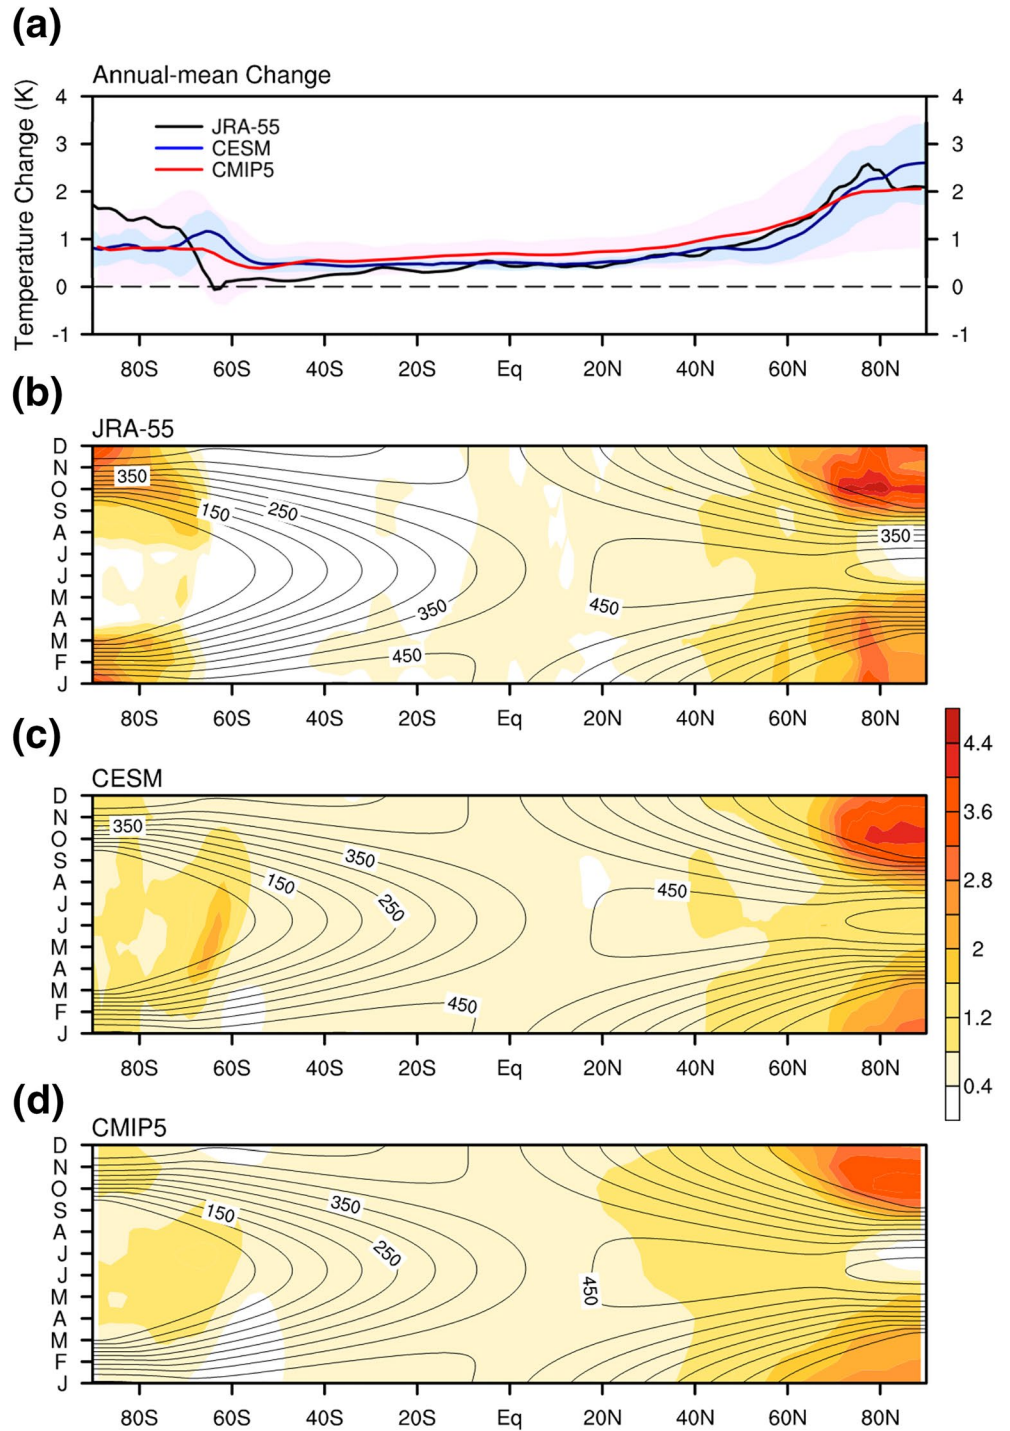 (a)
Annual-mean Change
Temperature Change (K)
4 4
3 3
2 2
1 1
0 0
-1 -1
JRA-55
CESM
CMIP5
80S 60S 40S 20S Eq 20N 40N 60N 80N
(b)
JRA-55
D
N
O
S
A
J
J
M
A
M
F
J
350
150 250
350
350
450
450
80S 60S 40S 20S Eq 20N 40N 60N 80N
(c)
CESM
D
N
O
S
A
J
J
M
A
M
F
J
350
350
150
450
250
450
80S 60S 40S 20S Eq 20N 40N 60N 80N
4.4
3.6
2.8
2
1.2
0.4
(d)
CMIP5
D
N
O
S
A
J
J
M
A
M
F
J
150 350
250
450
80S 60S 40S 20S Eq 20N 40N 60N 80N